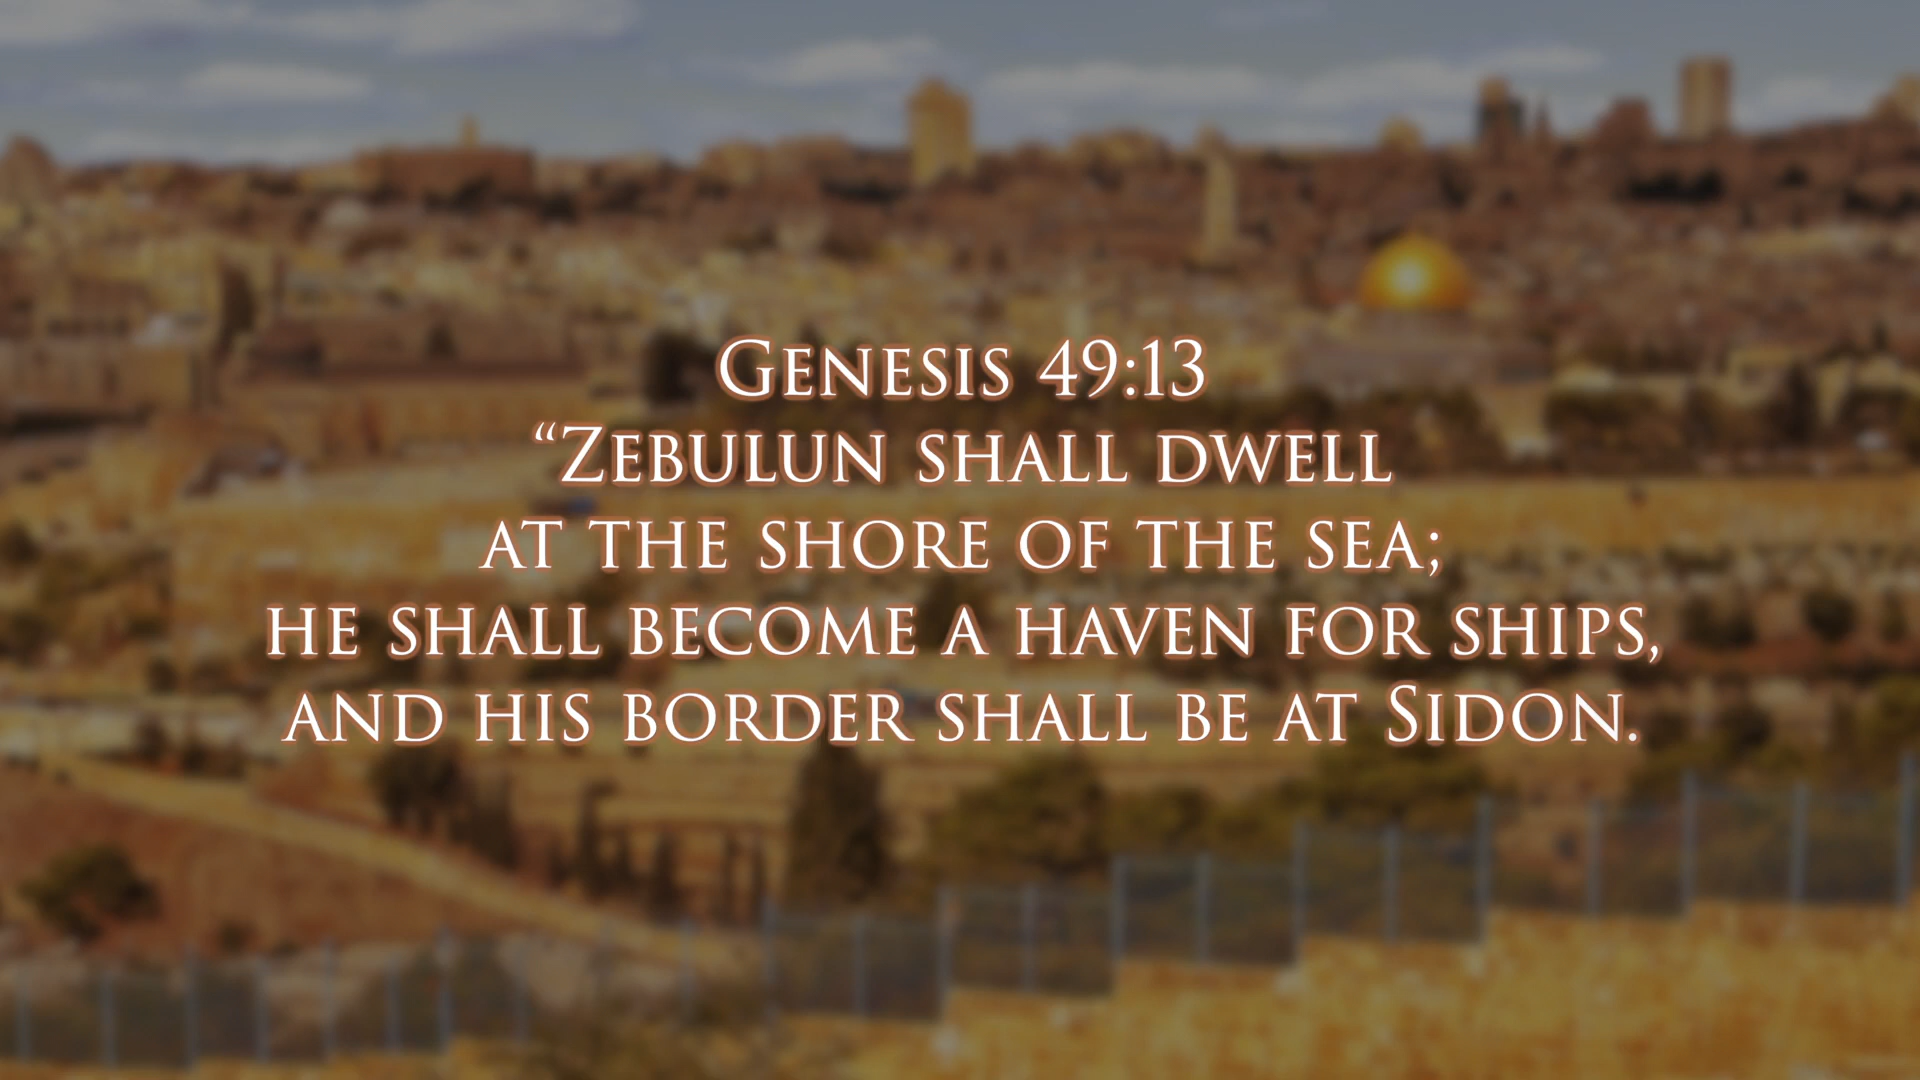 Genesis 49:13
“Zebulun shall dwell
at the shore of the sea;
he shall become a haven for ships,
and his border shall be at Sidon.